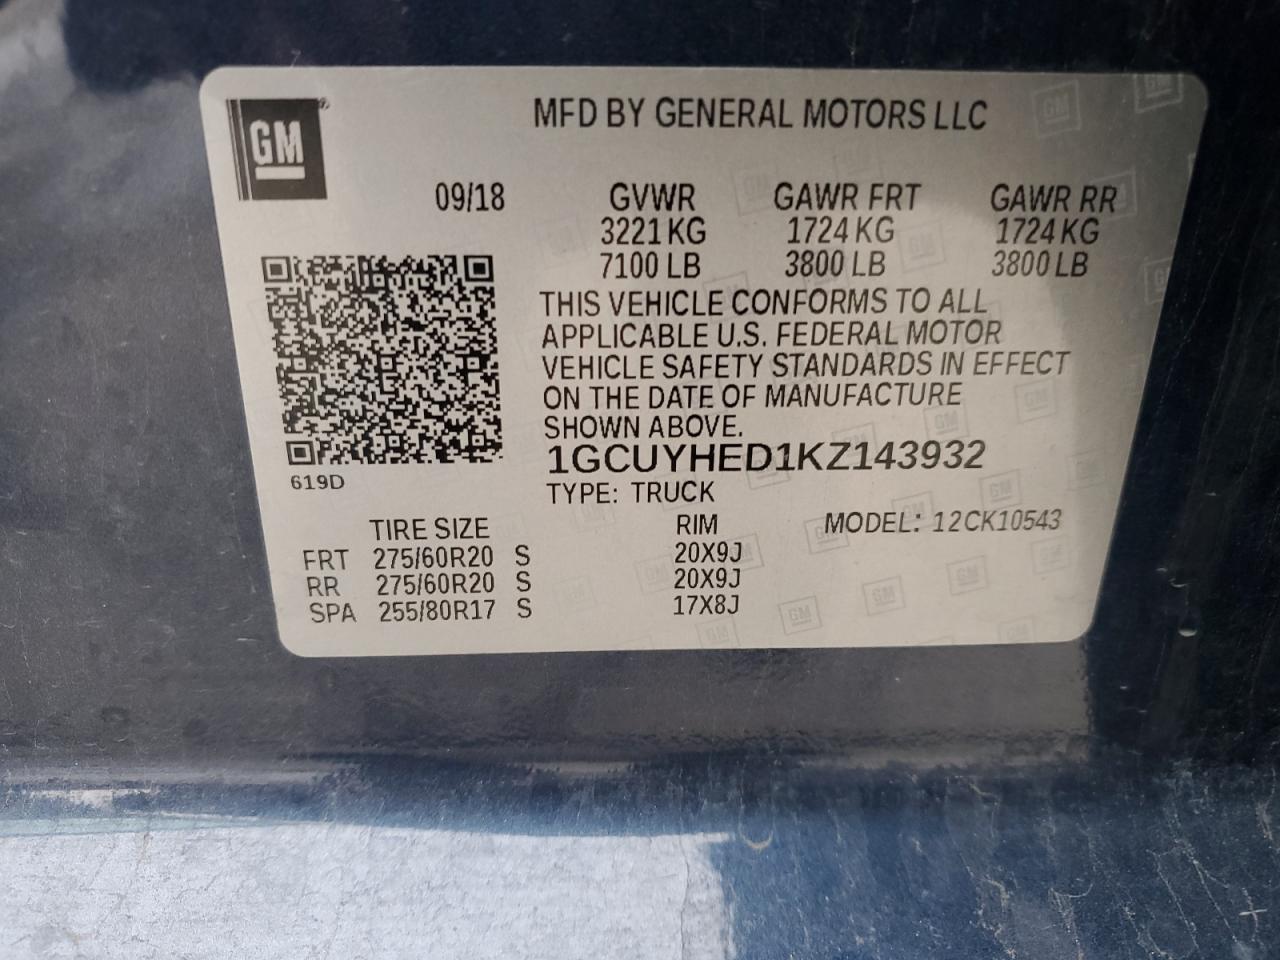 GM
MFD BY GENERAL MOTORS LLC
09/18 GVWR GAWR FRT GAWR RR
3221 KG 1724 KG 1724 KG
7100 LB 3800 LB 3800 LB
THIS VEHICLE CONFORMS TO ALL
APPLICABLE U.S. FEDERAL MOTOR
VEHICLE SAFETY STANDARDS IN EFFECT
ON THE DATE OF MANUFACTURE
SHOWN ABOVE.
1GCUYHED1KZ143932
619D
TYPE: TRUCK
TIRE SIZE RIM MODEL: 12CK10543
FRT 275/60R20 S 20X9J
RR 275/60R20 S 20X9J
SPA 255/80R17 S 17X8J